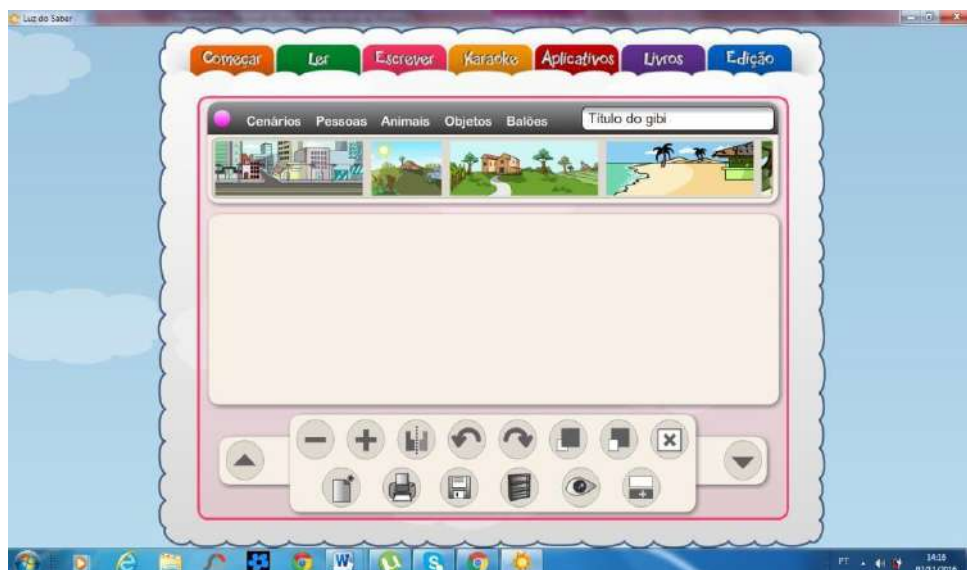 Luz do Saber
Começar Ler Escrever Karaoke Aplicativos Livros Edição
Cenários Pessoas Animais Objetos Balões Título do gibi
PT 14:16